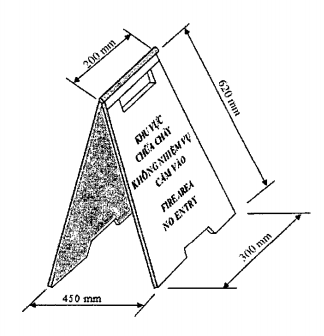 200 mm
620 mm
KHU VỰC
CHỮA CHÁY
KHÔNG NHIỆM VỤ
CẤM VÀO
FIRE AREA
NO ENTRY
300 mm
450 mm